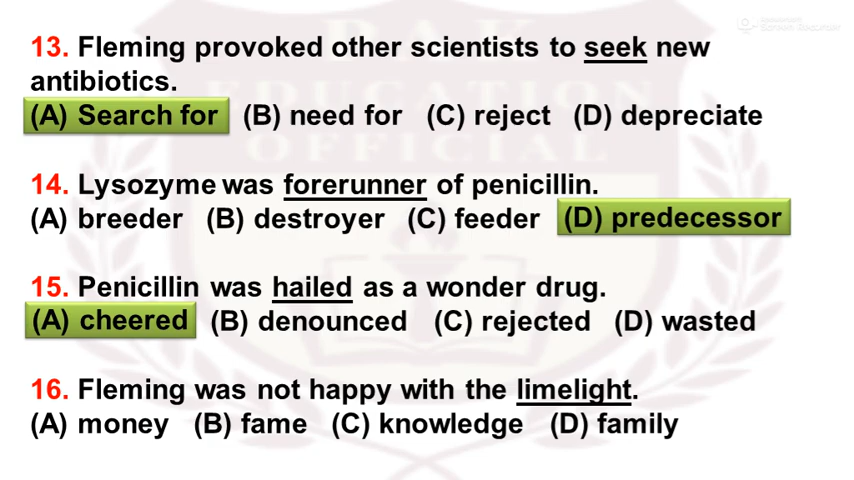 13. Fleming provoked other scientists to seek new
antibiotics.
(A) Search for (B) need for (C) reject (D) depreciate
14. Lysozyme was forerunner of penicillin.
(A) breeder (B) destroyer (C) feeder (D) predecessor
15. Penicillin was hailed as a wonder drug.
(A) cheered (B) denounced (C) rejected (D) wasted
16. Fleming was not happy with the limelight.
(A) money (B) fame (C) knowledge (D) family
EDUCATION
OFFICIAL